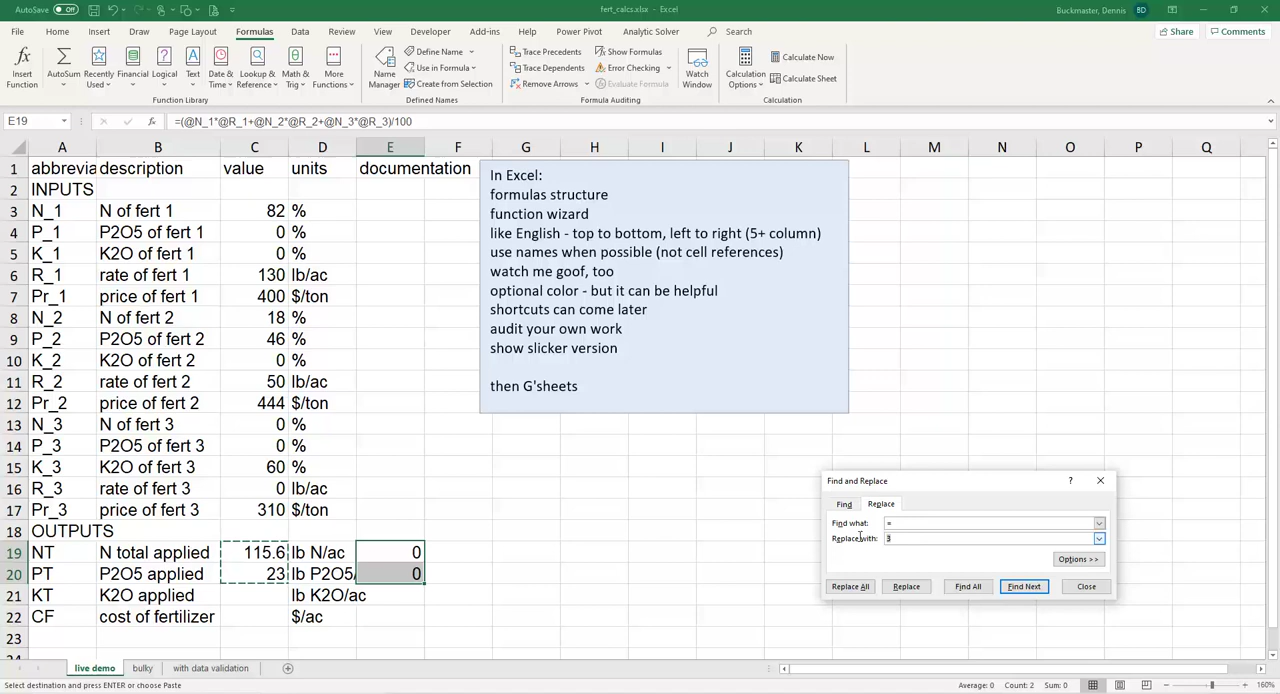 AutoSave Off
fert_calcs.xlsx - Excel
Buckmaster, Dennis BD
File Home Insert Draw Page Layout Formulas Data Review View Developer Add-ins Help Nitro Pro Analytic Solver Search Share Comments
Insert Function
AutoSum
Recently Used
Financial
Logical
Text
Date & Time
Lookup & Reference
Math & Trig
More Functions
Function Library
Name Manager
Define Name
Use in Formula
Create from Selection
Defined Names
Trace Precedents
Trace Dependents
Remove Arrows
Show Formulas
Error Checking
Evaluate Formula
Formula Auditing
Watch Window
Calculation Options
Calculate Now
Calculate Sheet
Calculation
E19 fx =(@N_1*@R_1+@N_2*@R_2+@N_3*@R_3)/100
A B C D E F G H I J K L M N O P Q
1 abbrevia description value units documentation
2 INPUTS
3 N_1 N of fert 1 82 %
4 P_1 P2O5 of fert 1 0 %
5 K_1 K2O of fert 1 0 %
6 R_1 rate of fert 1 130 lb/ac
7 Pr_1 price of fert 1 400 $/ton
8 N_2 N of fert 2 18 %
9 P_2 P2O5 of fert 2 46 %
10 K_2 K2O of fert 2 0 %
11 R_2 rate of fert 2 50 lb/ac
12 Pr_2 price of fert 2 444 $/ton
13 N_3 N of fert 3 0 %
14 P_3 P2O5 of fert 3 0 %
15 K_3 K2O of fert 3 60 %
16 R_3 rate of fert 3 0 lb/ac
17 Pr_3 price of fert 3 310 $/ton
18 OUTPUTS
19 NT N total applied 115.6 lb N/ac 0
20 PT P2O5 applied 23 lb P2O5/ 0
21 KT K2O applied lb K2O/ac
22 CF cost of fertilizer $/ac
23
24
In Excel:
formulas structure
function wizard
like English - top to bottom, left to right (5+ column)
use names when possible (not cell references)
watch me goof, too
optional color - but it can be helpful
shortcuts can come later
audit your own work
show slicker version
then G'sheets
Find and Replace ?
Find Replace
Find what: =
Replace with: 3
Options >>
Replace All Replace Find All Find Next Close
live demo bulky with data validation
Select destination and press ENTER or choose Paste
Average: 0 Count: 2 Sum: 0 160%